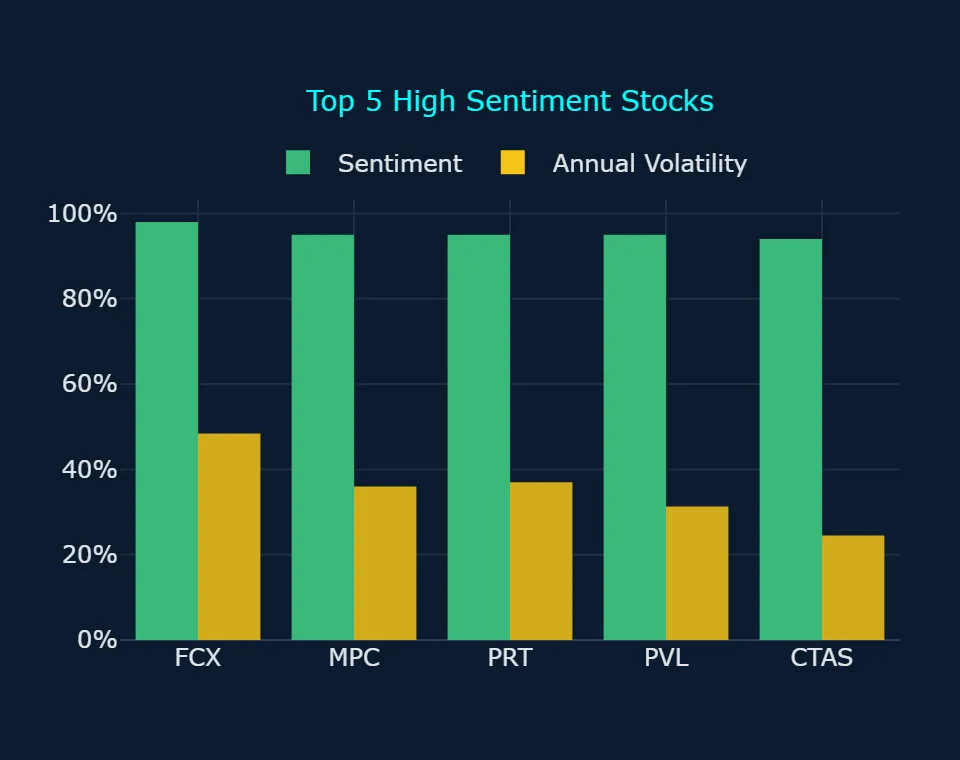 Top 5 High Sentiment Stocks
Sentiment Annual Volatility
100%
80%
60%
40%
20%
0%
FCX MPC PRT PVL CTAS